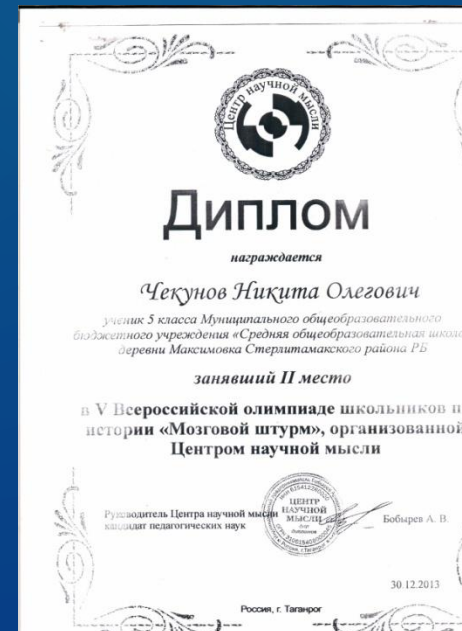 Центр научной мысли
Диплом
награждается
Чекунов Никита Олегович
ученик 5 класса Муниципального общеобразовательного
бюджетного учреждения «Средняя общеобразовательная школа
деревни Максимовка Стерлитамакского района РБ
занявший II место
в V Всероссийской олимпиаде школьников п
истории «Мозговой штурм», организованной
Центром научной мысли
Руководитель Центра научной мысли
кандидат педагогических наук
ЦЕНТР
НАУЧНОЙ
МЫСЛИ
Для
дипломов
Бобырев А. В.
30.12.2013
Россия, г. Таганрог